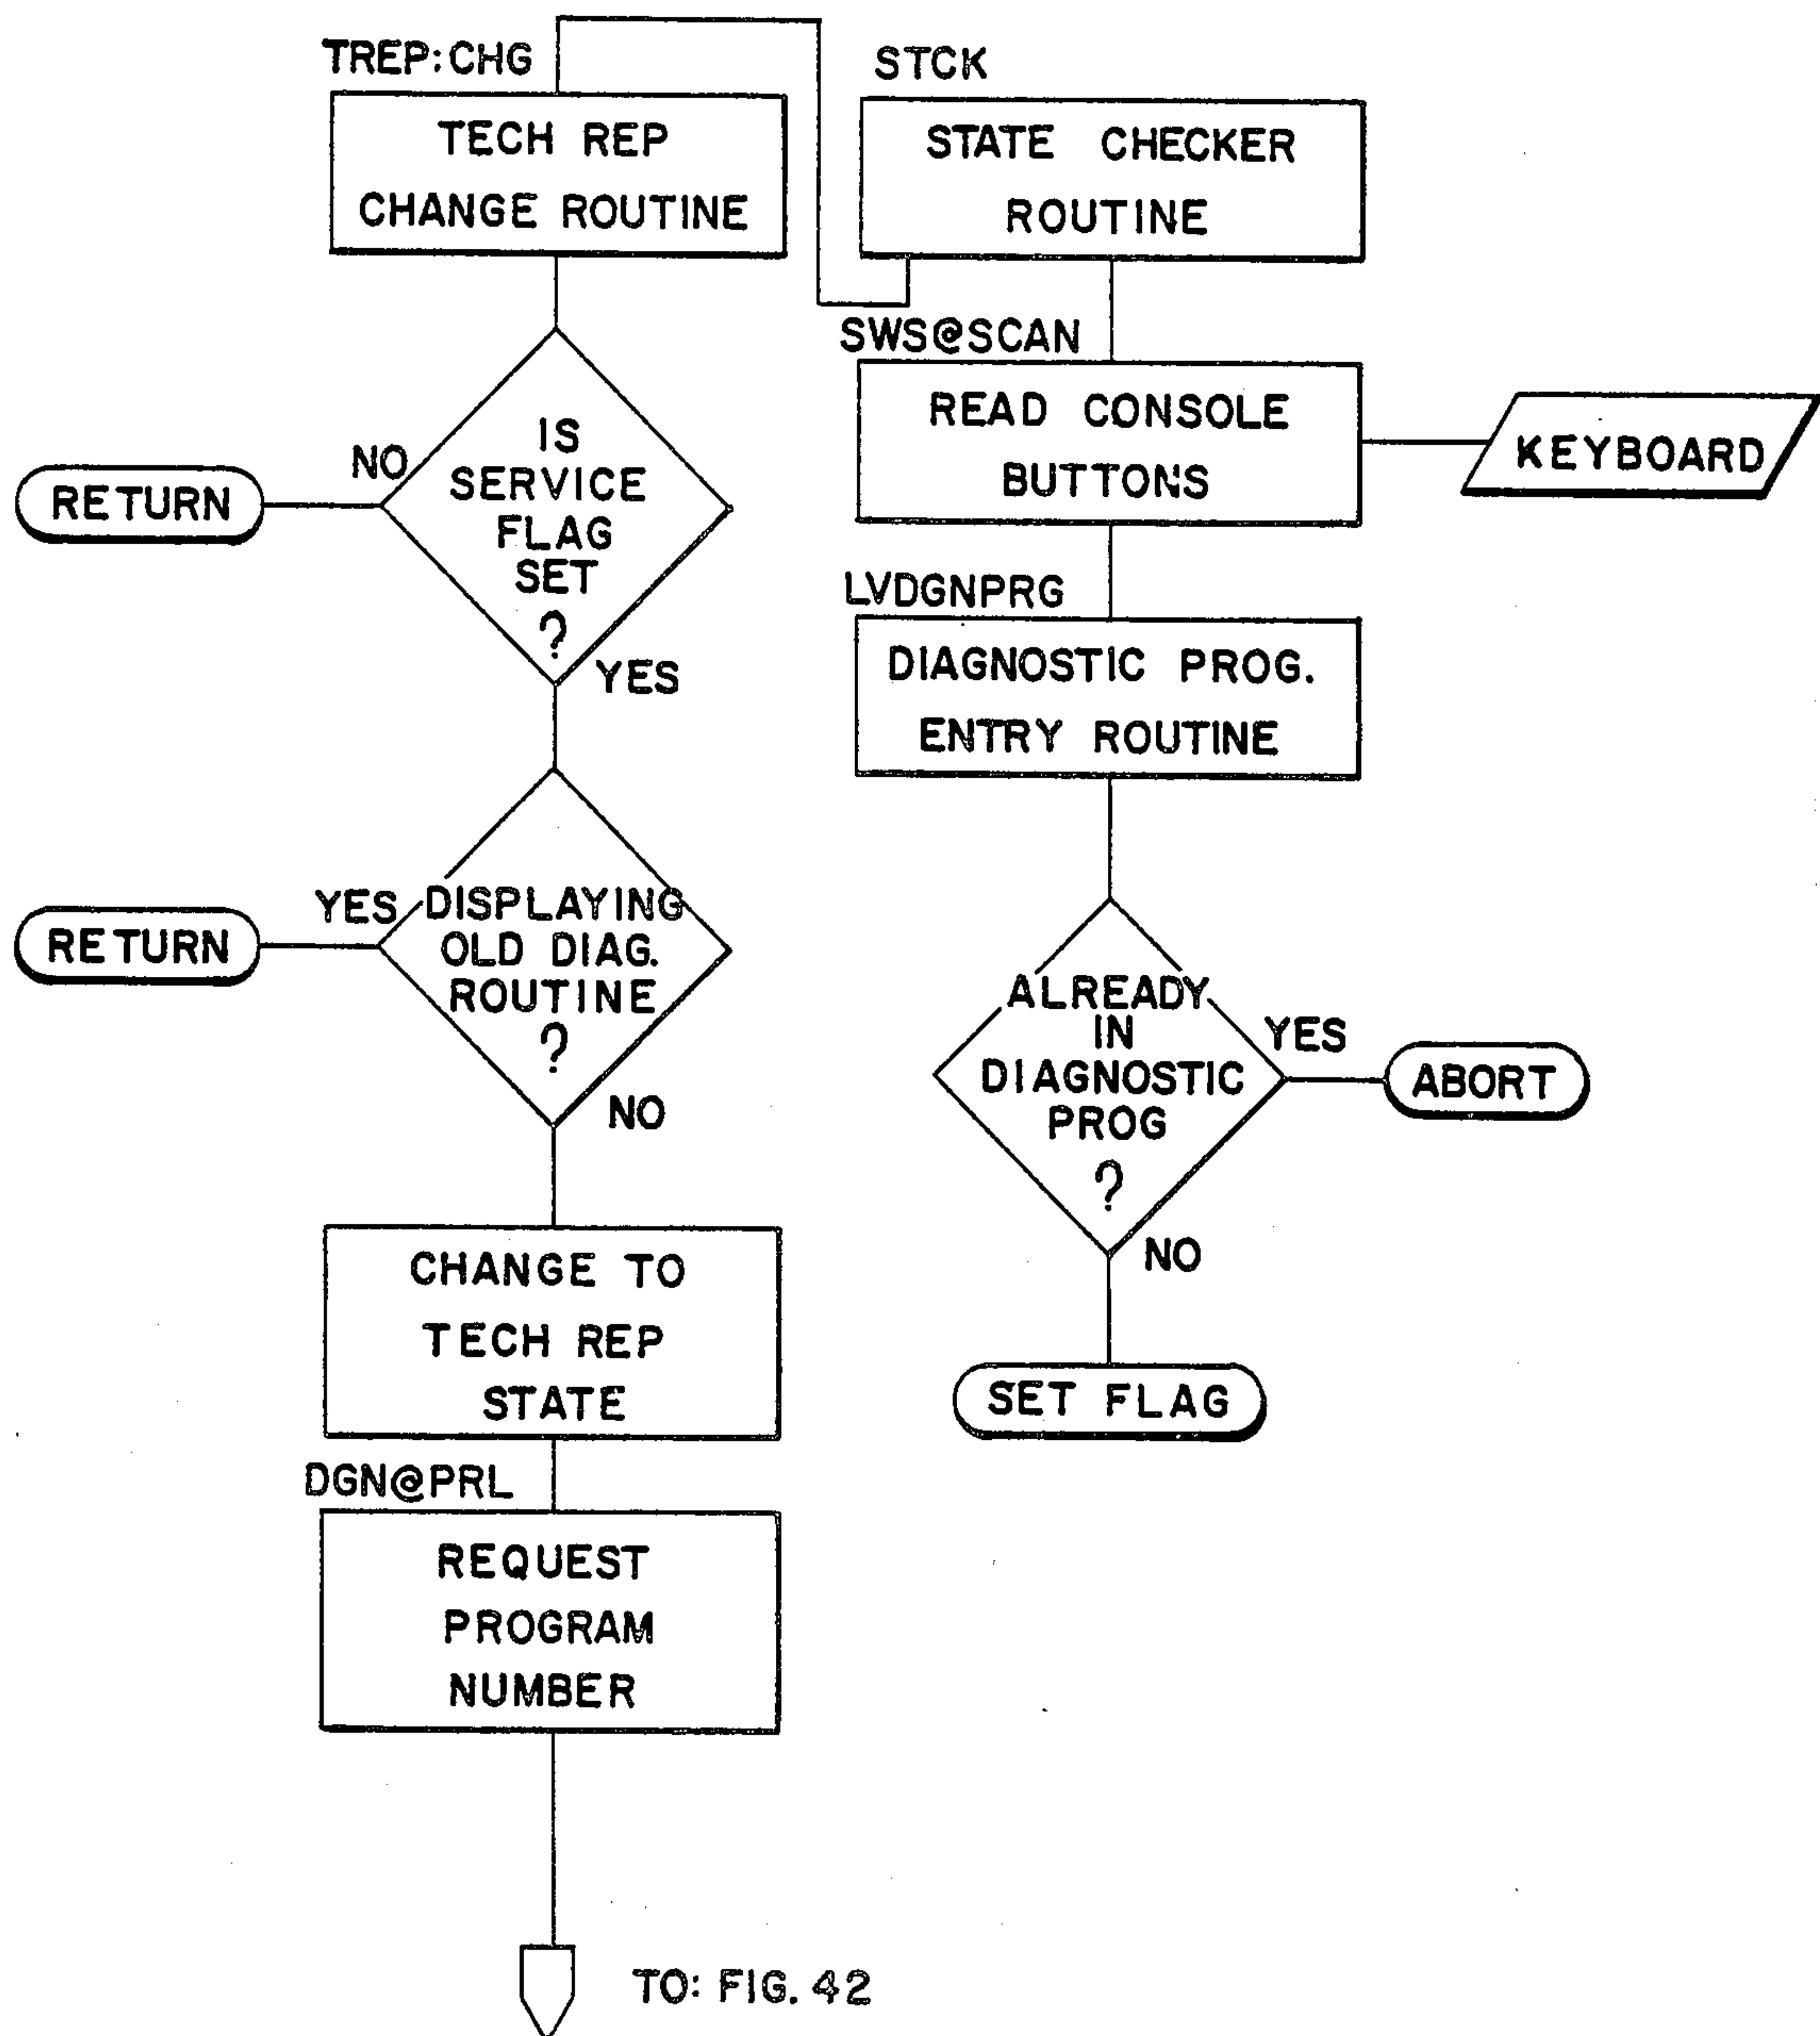 TREP:CHG
TECH REP
CHANGE ROUTINE
IS
SERVICE
FLAG
SET
?
NO
RETURN
YES
DISPLAYING
OLD DIAG.
ROUTINE
?
YES
RETURN
NO
CHANGE TO
TECH REP
STATE
DGN@PRL
REQUEST
PROGRAM
NUMBER
TO: FIG. 42
STCK
STATE CHECKER
ROUTINE
SWS@SCAN
READ CONSOLE
BUTTONS
KEYBOARD
LVDGNPRG
DIAGNOSTIC PROG.
ENTRY ROUTINE
ALREADY
IN
DIAGNOSTIC
PROG
?
YES
ABORT
NO
SET FLAG